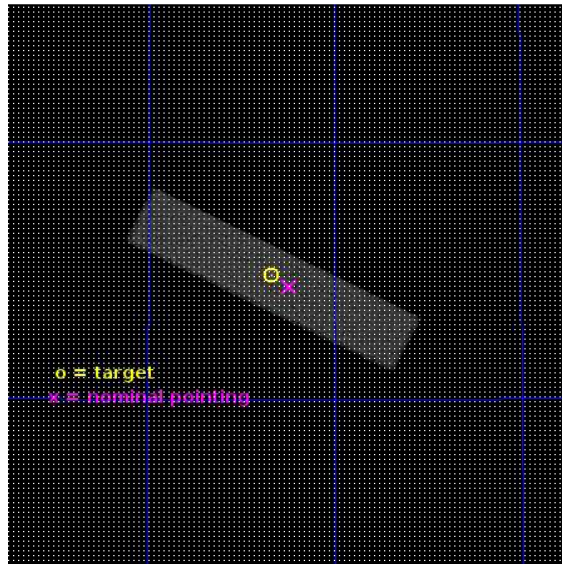 o = target
x = nominal pointing